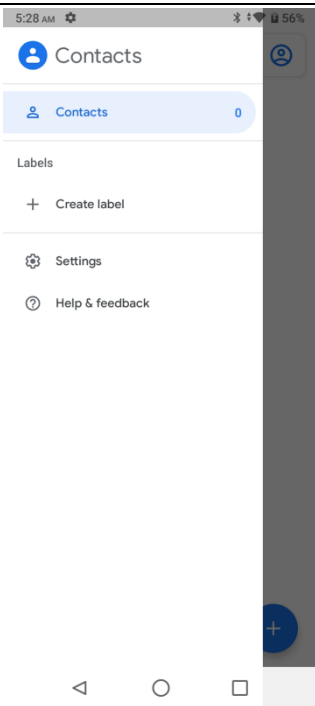 5:28 AM 56%
Contacts
Contacts 0
Labels
Create label
Settings
Help & feedback